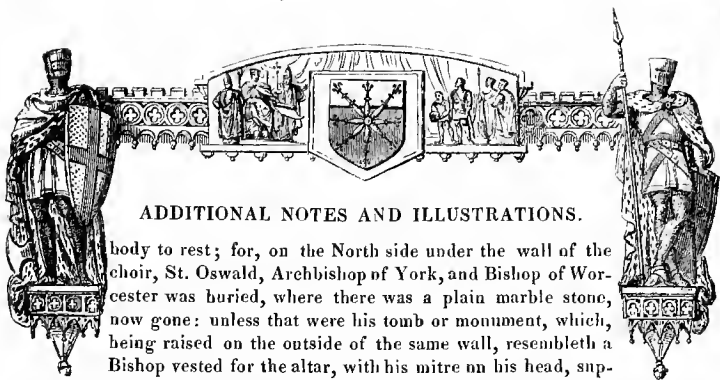 ADDITIONAL NOTES AND ILLUSTRATIONS.
body to rest; for, on the North side under the wall of the
choir, St. Oswald, Archbishop of York, and Bishop of Wor-
cester was buried, where there was a plain marble stone,
now gone: unless that were his tomb or monument, which,
being raised on the outside of the same wall, resembleth a
Bishop vested for the altar, with his mitre on his head, sup-